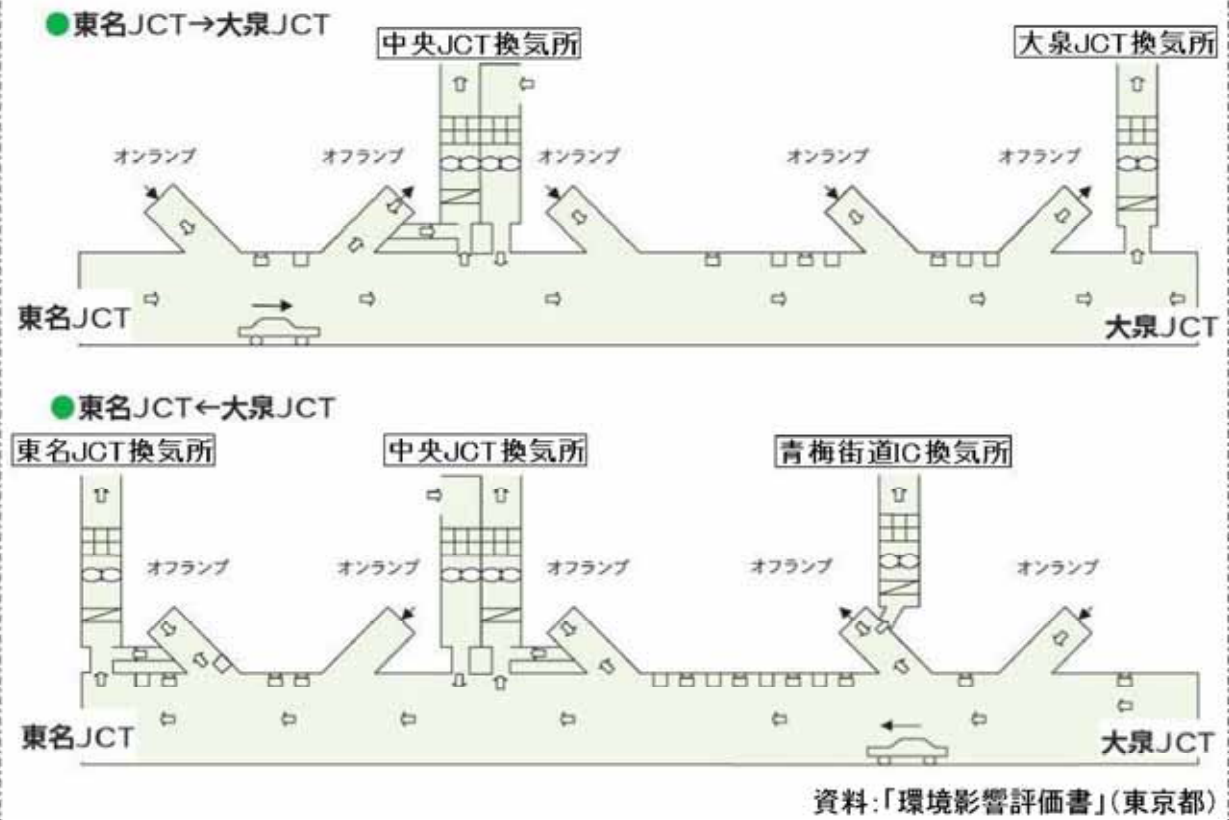 ●東名JCT→大泉JCT
中央JCT換気所
大泉JCT換気所
オンランプ
オフランプ
オンランプ
オンランプ
オフランプ
東名JCT
大泉JCT
●東名JCT←大泉JCT
東名JCT換気所
中央JCT換気所
青梅街道IC換気所
オフランプ
オンランプ
オフランプ
オフランプ
オンランプ
東名JCT
大泉JCT
資料:「環境影響評価書」(東京都)